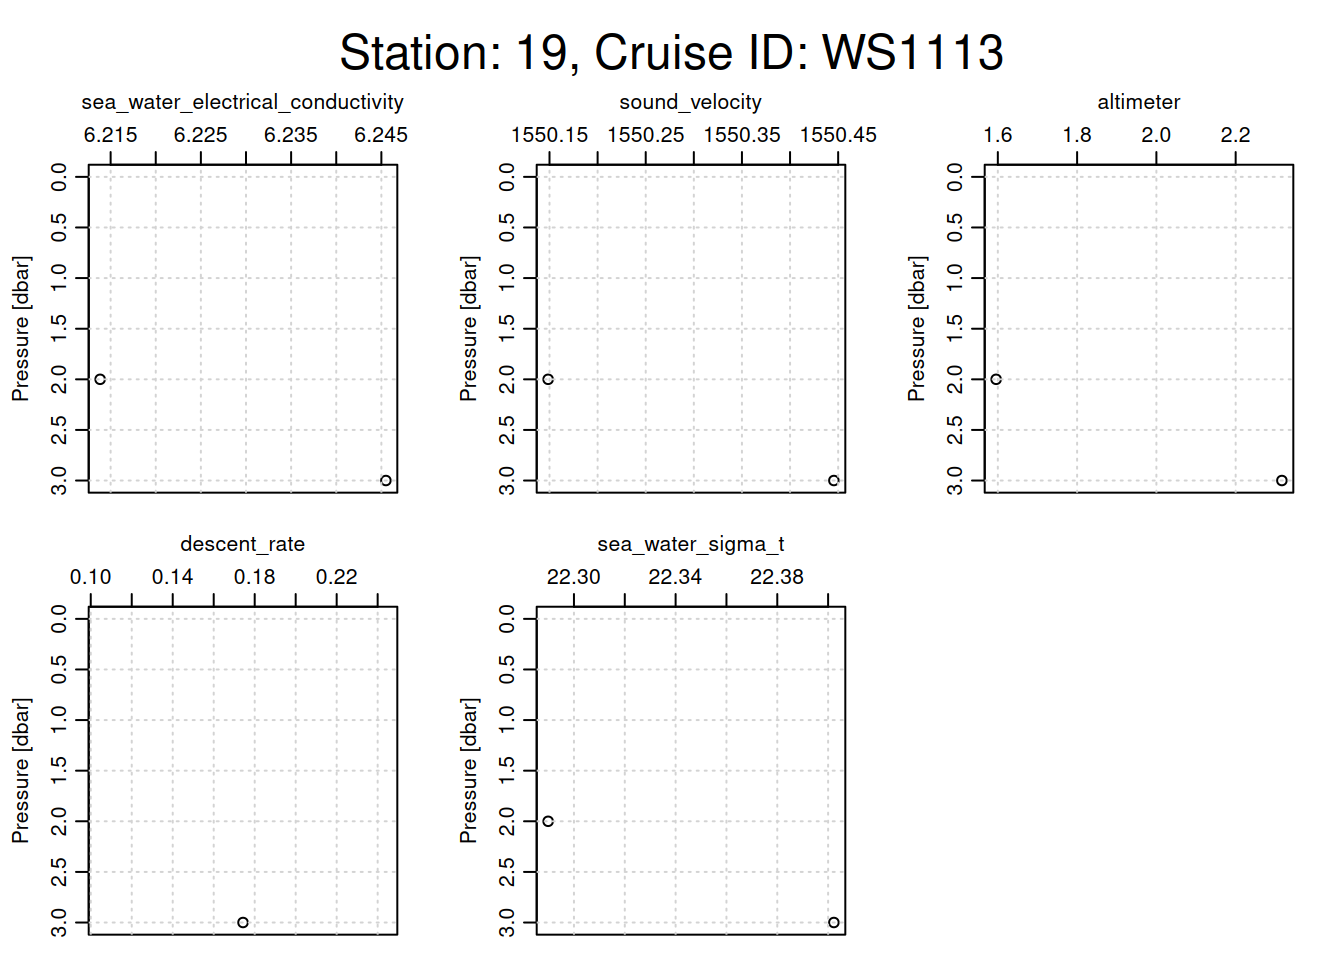 Station: 19, Cruise ID: WS1113
sea_water_electrical_conductivity
6.215 6.225 6.235 6.245
Pressure [dbar]
0.0 0.5 1.0 1.5 2.0 2.5 3.0
sound_velocity
1550.15 1550.25 1550.35 1550.45
Pressure [dbar]
0.0 0.5 1.0 1.5 2.0 2.5 3.0
altimeter
1.6 1.8 2.0 2.2
Pressure [dbar]
0.0 0.5 1.0 1.5 2.0 2.5 3.0
descent_rate
0.10 0.14 0.18 0.22
Pressure [dbar]
0.0 0.5 1.0 1.5 2.0 2.5 3.0
sea_water_sigma_t
22.30 22.34 22.38
Pressure [dbar]
0.0 0.5 1.0 1.5 2.0 2.5 3.0